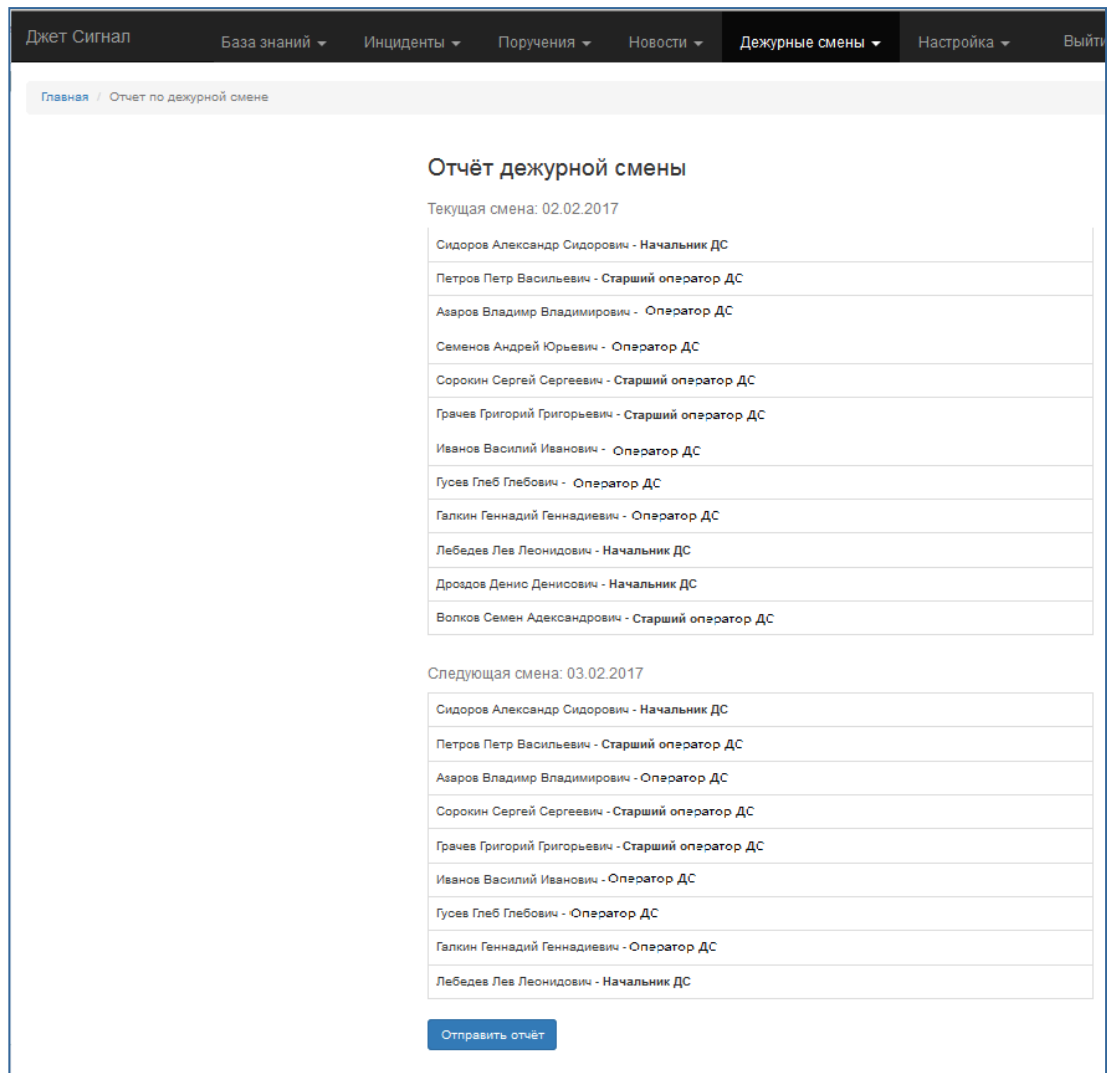 Джет Сигнал База знаний Инциденты Поручения Новости Дежурные смены Настройка Выйти
Главная / Отчет по дежурной смене
Отчёт дежурной смены
Текущая смена: 02.02.2017
Сидоров Александр Сидорович - Начальник ДС
Петров Петр Васильевич - Старший оператор ДС
Азаров Владимр Владимирович - Оператор ДС
Семенов Андрей Юрьевич - Оператор ДС
Сорокин Сергей Сергеевич - Старший оператор ДС
Грачев Григорий Григорьевич - Старший оператор ДС
Иванов Василий Иванович - Оператор ДС
Гусев Глеб Глебович - Оператор ДС
Галкин Геннадий Геннадиевич - Оператор ДС
Лебедев Лев Леонидович - Начальник ДС
Дроздов Денис Денисович - Начальник ДС
Волков Семен Адександрович - Старший оператор ДС
Следующая смена: 03.02.2017
Сидоров Александр Сидорович - Начальник ДС
Петров Петр Васильевич - Старший оператор ДС
Азаров Владимр Владимирович - Оператор ДС
Сорокин Сергей Сергеевич - Старший оператор ДС
Грачев Григорий Григорьевич - Старший оператор ДС
Иванов Василий Иванович - Оператор ДС
Гусев Глеб Глебович - Оператор ДС
Галкин Геннадий Геннадиевич - Оператор ДС
Лебедев Лев Леонидович - Начальник ДС
Отправить отчёт